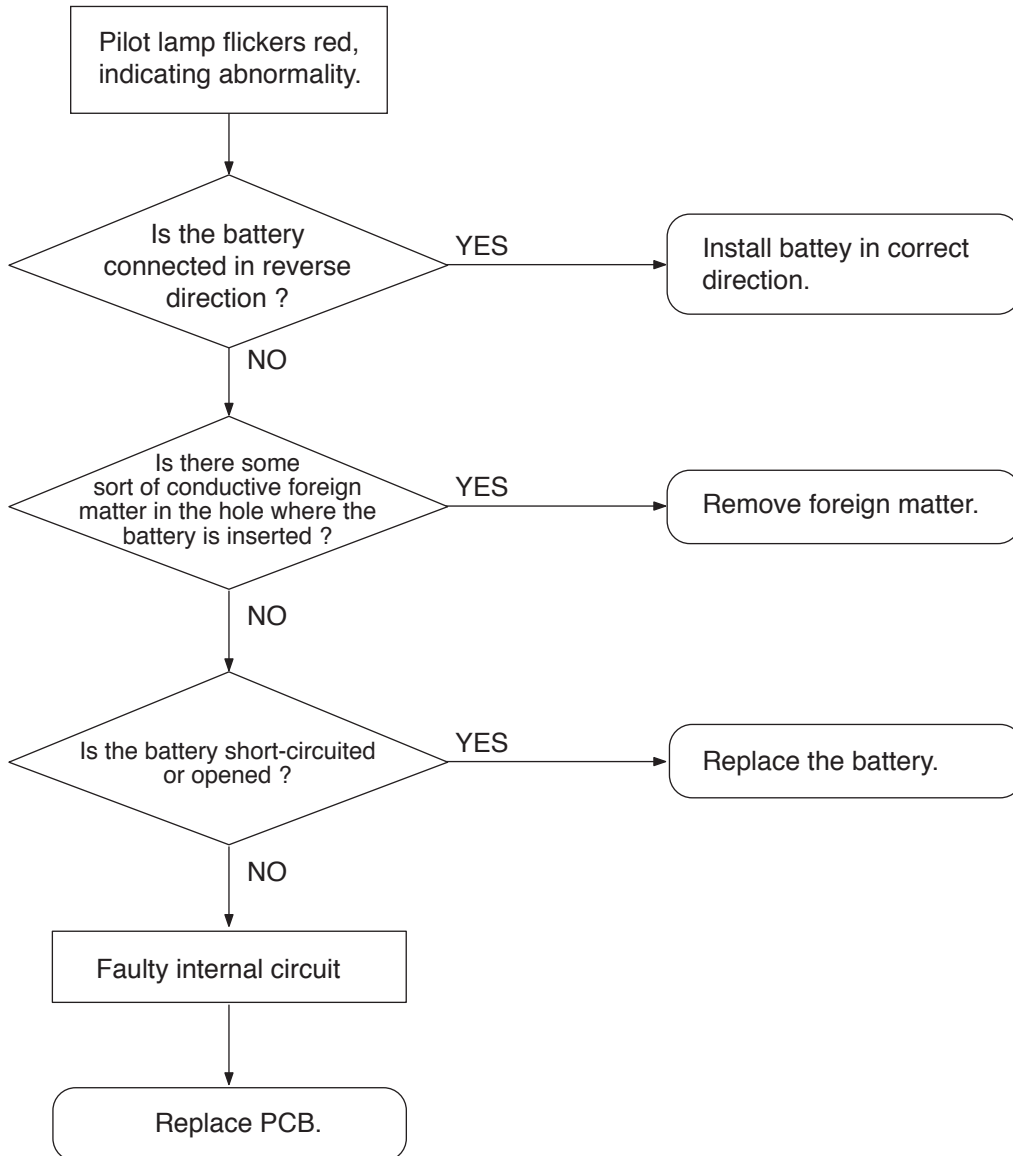 Pilot lamp flickers red,
indicating abnormality.
Is the battery
connected in reverse
direction ?
YES
Install battey in correct
direction.
NO
Is there some
sort of conductive foreign
matter in the hole where the
battery is inserted ?
YES
Remove foreign matter.
NO
Is the battery short-circuited
or opened ?
YES
Replace the battery.
NO
Faulty internal circuit
Replace PCB.